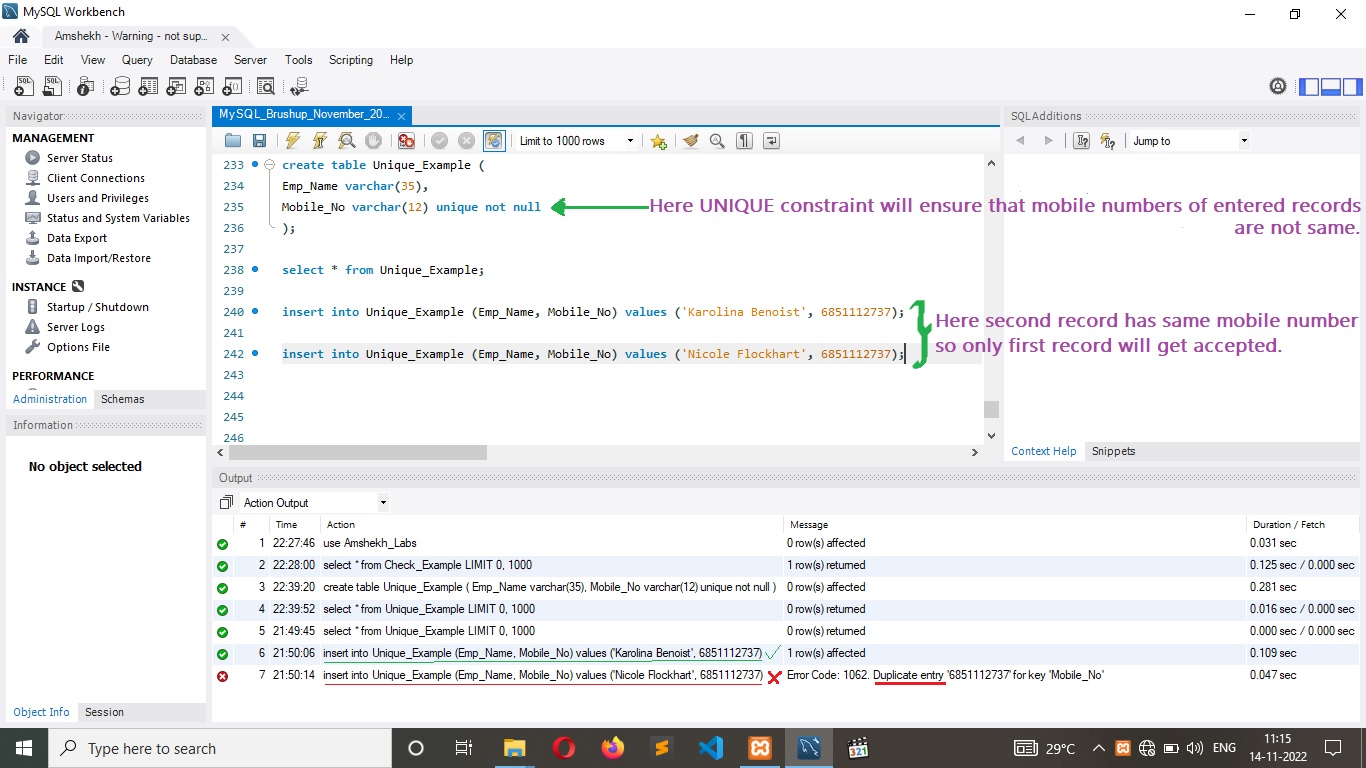 MySQL Workbench
Amshekh - Warning - not sup...
File Edit View Query Database Server Tools Scripting Help
Navigator
MANAGEMENT
Server Status
Client Connections
Users and Privileges
Status and System Variables
Data Export
Data Import/Restore
INSTANCE
Startup / Shutdown
Server Logs
Options File
PERFORMANCE
Administration Schemas
Information
No object selected
Object Info Session
MySQL_Brushup_November_20...
Limit to 1000 rows
233 create table Unique_Example (
234 Emp_Name varchar(35),
235 Mobile_No varchar(12) unique not null
236 );
237
238 select * from Unique_Example;
239
240 insert into Unique_Example (Emp_Name, Mobile_No) values ('Karolina Benoist', 6851112737);
241
242 insert into Unique_Example (Emp_Name, Mobile_No) values ('Nicole Flockhart', 6851112737);
243
244
245
246
Here UNIQUE constraint will ensure that mobile numbers of entered records
are not same.
Here second record has same mobile number
so only first record will get accepted.
SQLAdditions
Jump to
Context Help Snippets
Output
Action Output
# Time Action Message Duration / Fetch
1 22:27:46 use Amshekh_Labs 0 row(s) affected 0.031 sec
2 22:28:00 select * from Check_Example LIMIT 0, 1000 1 row(s) returned 0.125 sec / 0.000 sec
3 22:39:20 create table Unique_Example ( Emp_Name varchar(35), Mobile_No varchar(12) unique not null ) 0 row(s) affected 0.281 sec
4 22:39:52 select * from Unique_Example LIMIT 0, 1000 0 row(s) returned 0.016 sec / 0.000 sec
5 21:49:45 select * from Unique_Example LIMIT 0, 1000 0 row(s) returned 0.000 sec / 0.000 sec
6 21:50:06 insert into Unique_Example (Emp_Name, Mobile_No) values ('Karolina Benoist', 6851112737) 1 row(s) affected 0.109 sec
7 21:50:14 insert into Unique_Example (Emp_Name, Mobile_No) values ('Nicole Flockhart', 6851112737) Error Code: 1062. Duplicate entry '6851112737' for key 'Mobile_No' 0.047 sec
Type here to search
29°C
ENG
11:15
14-11-2022